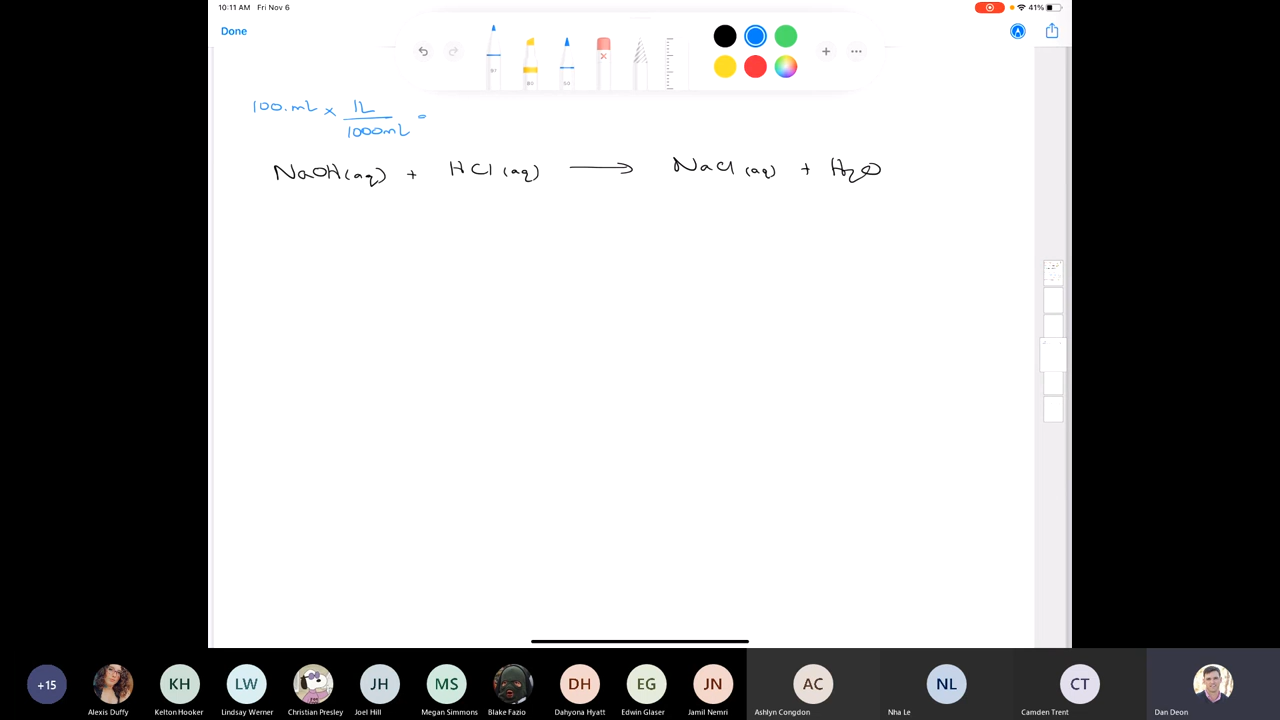 10:11 AM Fri Nov 6
41%
Done
100. mL x 1L / 1000mL =
NaOH(aq) + HCl(aq) → NaCl(aq) + H2O
+15
KH
LW
JH
MS
DH
EG
JN
AC
NL
CT
Alexis Duffy
Kelton Hooker
Lindsay Werner
Christian Presley
Joel Hill
Megan Simmons
Blake Fazio
Dahyona Hyatt
Edwin Glaser
Jamil Nemri
Ashlyn Congdon
Nha Le
Camden Trent
Dan Deon